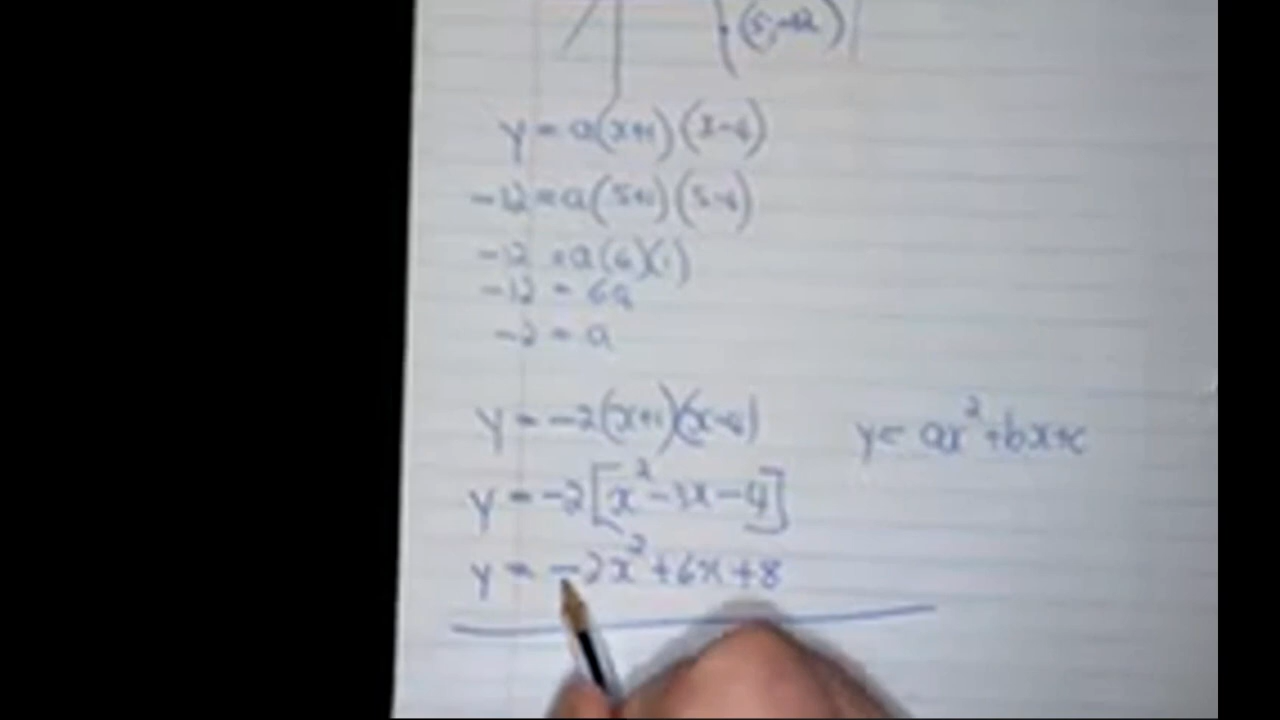 (5;-12)
y = a(x+1)(x-4)
-12 = a(5+1)(5-4)
-12 = a(6)(1)
-12 = 6a
-2 = a
y = -2(x+1)(x-4)
y = ax²+bx+c
y = -2[x²-3x-4]
y = -2x²+6x+8